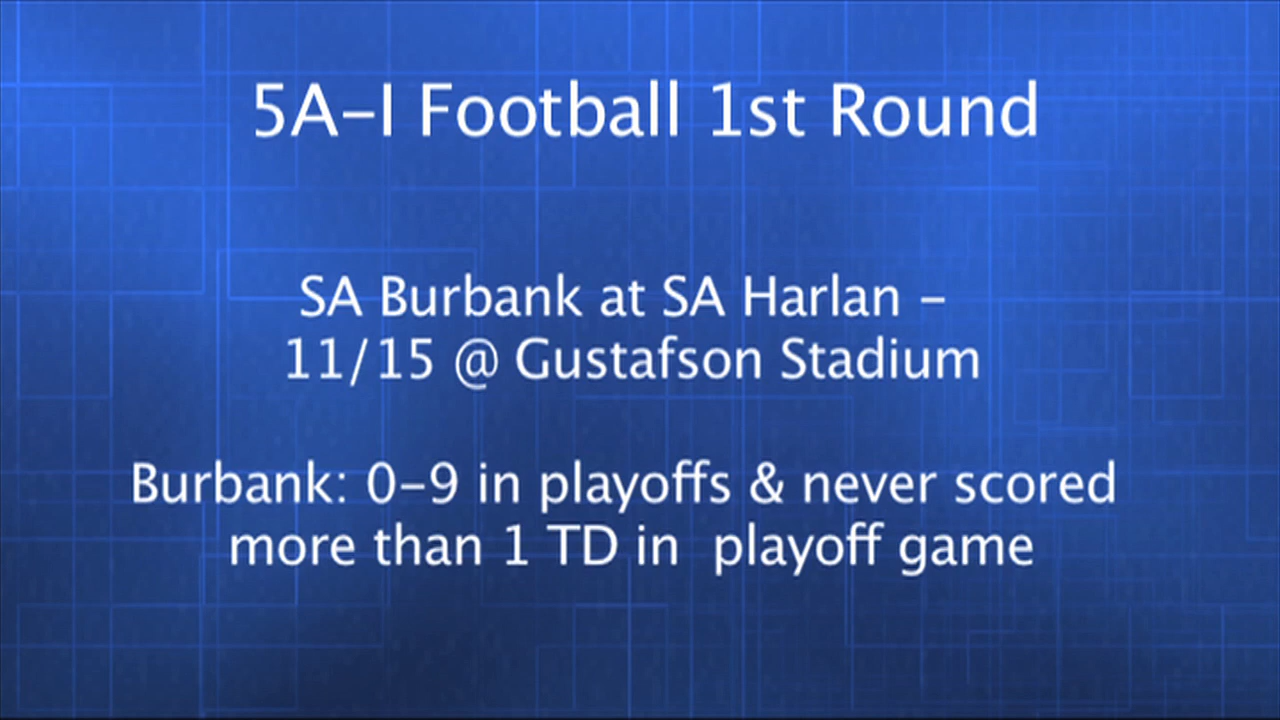 5A-I Football 1st Round
SA Burbank at SA Harlan -
11/15 @ Gustafson Stadium
Burbank: 0-9 in playoffs & never scored
more than 1 TD in  playoff game